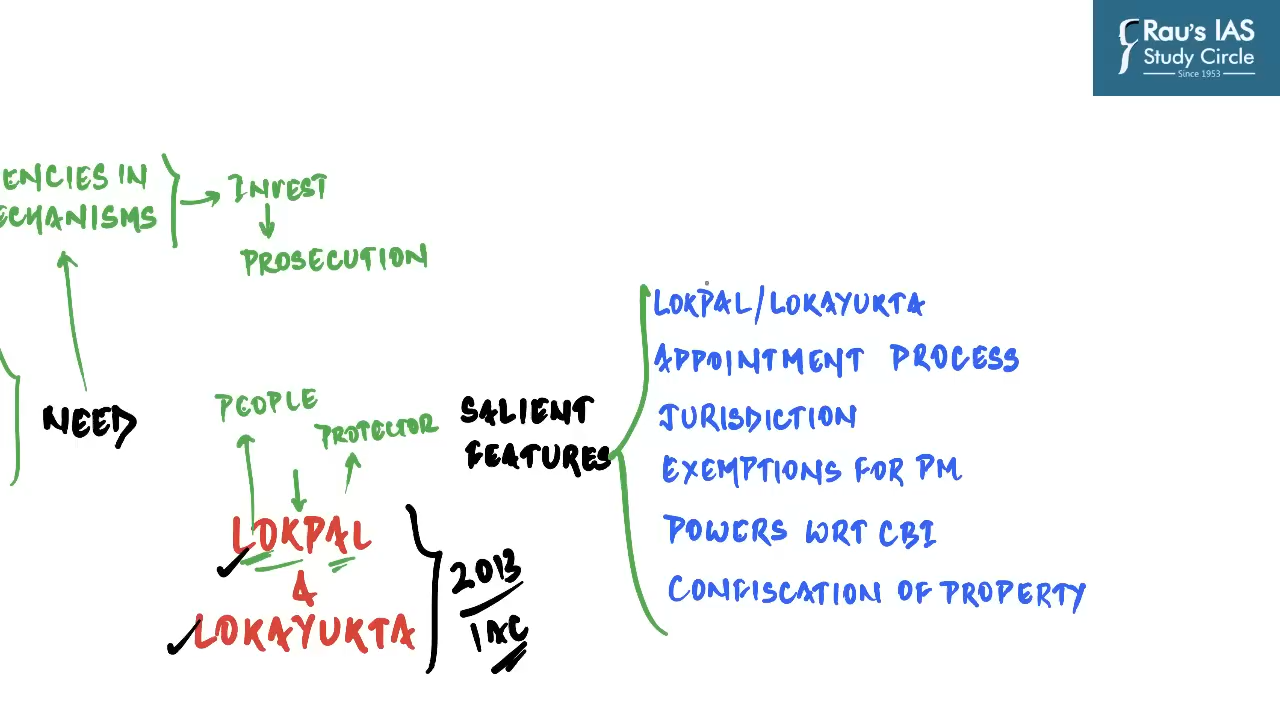 Rau's IAS
Study Circle
Since 1953
ENCIES IN
ECHANISMS
INVEST
PROSECUTION
NEED
PEOPLE
PROTECTOR
LOKPAL
&
LOKAYUKTA
2013
IAC
SALIENT
FEATURES
LOKPAL/LOKAYUKTA
APPOINTMENT PROCESS
JURISDICTION
EXEMPTIONS FOR PM
POWERS WRT CBI
CONFISCATION OF PROPERTY